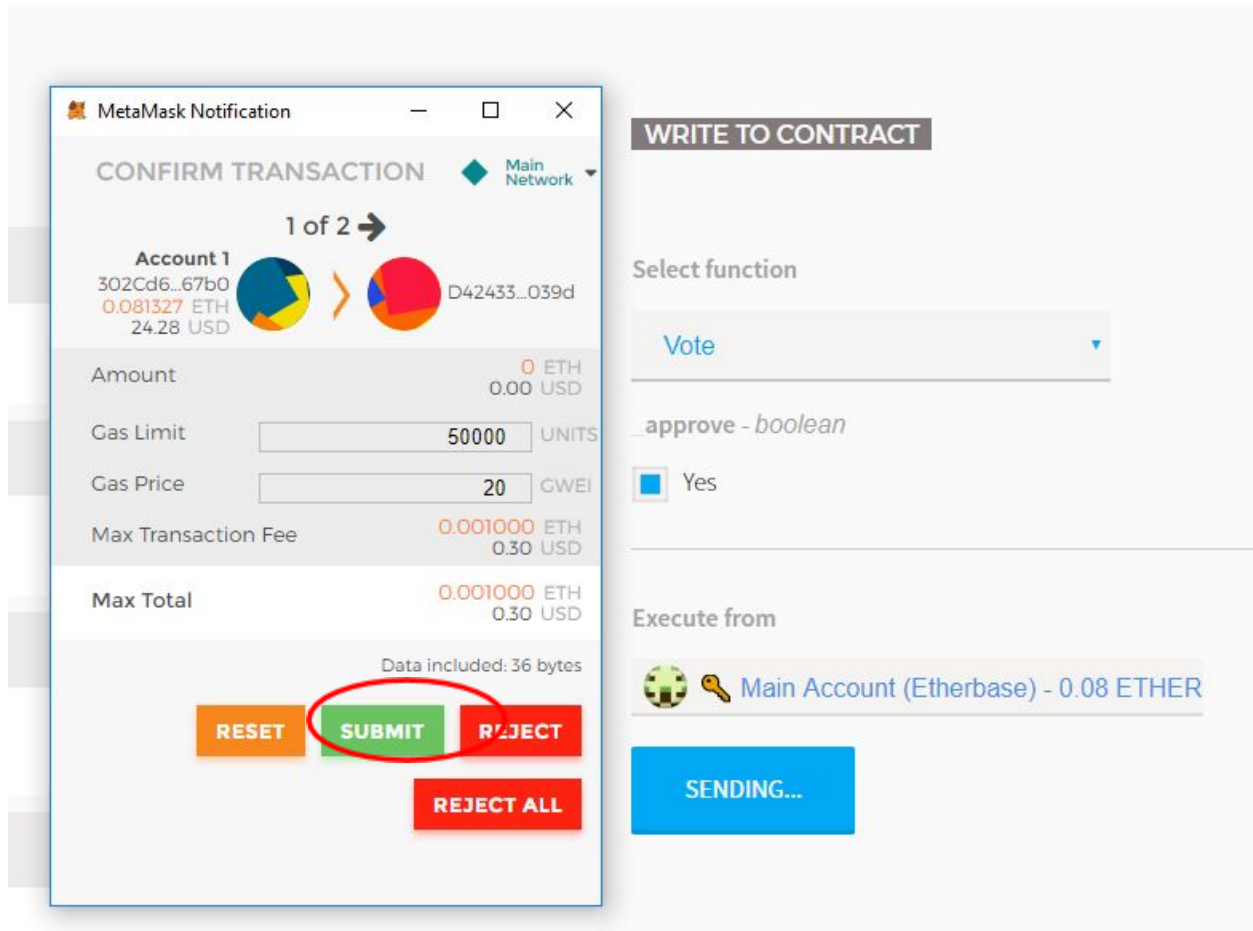 MetaMask Notification
CONFIRM TRANSACTION
Main
Network
1 of 2
Account 1
302Cd6...67b0
0.081327 ETH
24.28 USD
D42433...039d
Amount
0 ETH
0.00 USD
Gas Limit
50000 UNITS
Gas Price
20 GWEI
Max Transaction Fee
0.001000 ETH
0.30 USD
Max Total
0.001000 ETH
0.30 USD
Data included: 36 bytes
RESET
SUBMIT
REJECT
REJECT ALL
WRITE TO CONTRACT
Select function
Vote
_approve - boolean
Yes
Execute from
Main Account (Etherbase) - 0.08 ETHER
SENDING...